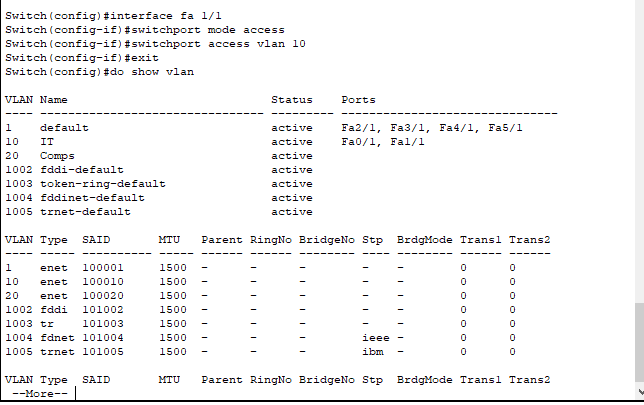 Switch(config)#interface fa 1/1
Switch(config-if)#switchport mode access
Switch(config-if)#switchport access vlan 10
Switch(config-if)#exit
Switch(config)#do show vlan
VLAN Name                             Status    Ports
---- -------------------------------- --------- -------------------------------
1    default                          active    Fa2/1, Fa3/1, Fa4/1, Fa5/1
10   IT                               active    Fa0/1, Fa1/1
20   Comps                            active
1002 fddi-default                     active
1003 token-ring-default               active
1004 fddinet-default                  active
1005 trnet-default                    active
VLAN Type  SAID       MTU   Parent RingNo BridgeNo Stp  BrdgMode Trans1 Trans2
---- ----- ---------- ----- ------ ------ -------- ---- -------- ------ ------
1    enet  100001     1500  -      -      -        -    -        0      0
10   enet  100010     1500  -      -      -        -    -        0      0
20   enet  100020     1500  -      -      -        -    -        0      0
1002 fddi  101002     1500  -      -      -        -    -        0      0
1003 tr    101003     1500  -      -      -        -    -        0      0
1004 fdnet 101004     1500  -      -      -        ieee -        0      0
1005 trnet 101005     1500  -      -      -        ibm  -        0      0
VLAN Type  SAID       MTU   Parent RingNo BridgeNo Stp  BrdgMode Trans1 Trans2
--More--